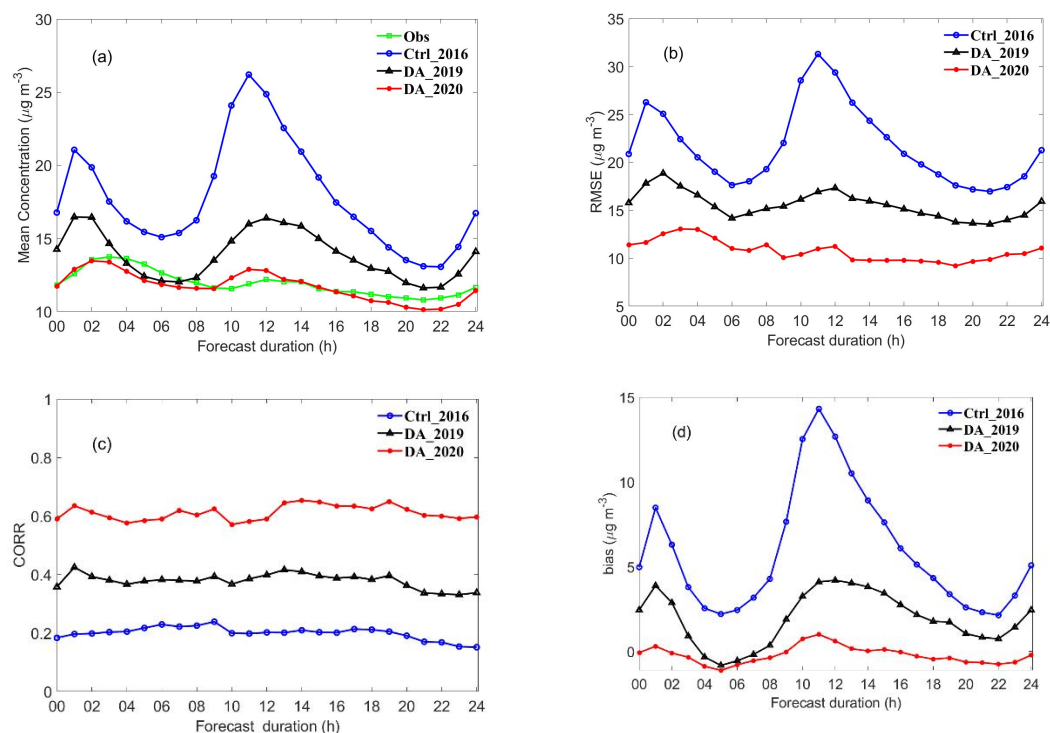 (a)
Obs
Ctrl_2016
DA_2019
DA_2020
Mean Concentration (μg m⁻³)
30
25
20
15
10
00 02 04 06 08 10 12 14 16 18 20 22 24
Forecast duration (h)
(b)
Ctrl_2016
DA_2019
DA_2020
RMSE (μg m⁻³)
35
30
25
20
15
10
5
00 02 04 06 08 10 12 14 16 18 20 22 24
Forecast duration (h)
(c)
Ctrl_2016
DA_2019
DA_2020
CORR
1
0.8
0.6
0.4
0.2
0
00 02 04 06 08 10 12 14 16 18 20 22 24
Forecast duration (h)
(d)
Ctrl_2016
DA_2019
DA_2020
bias (μg m⁻³)
15
10
5
0
00 02 04 06 08 10 12 14 16 18 20 22 24
Forecast duration (h)